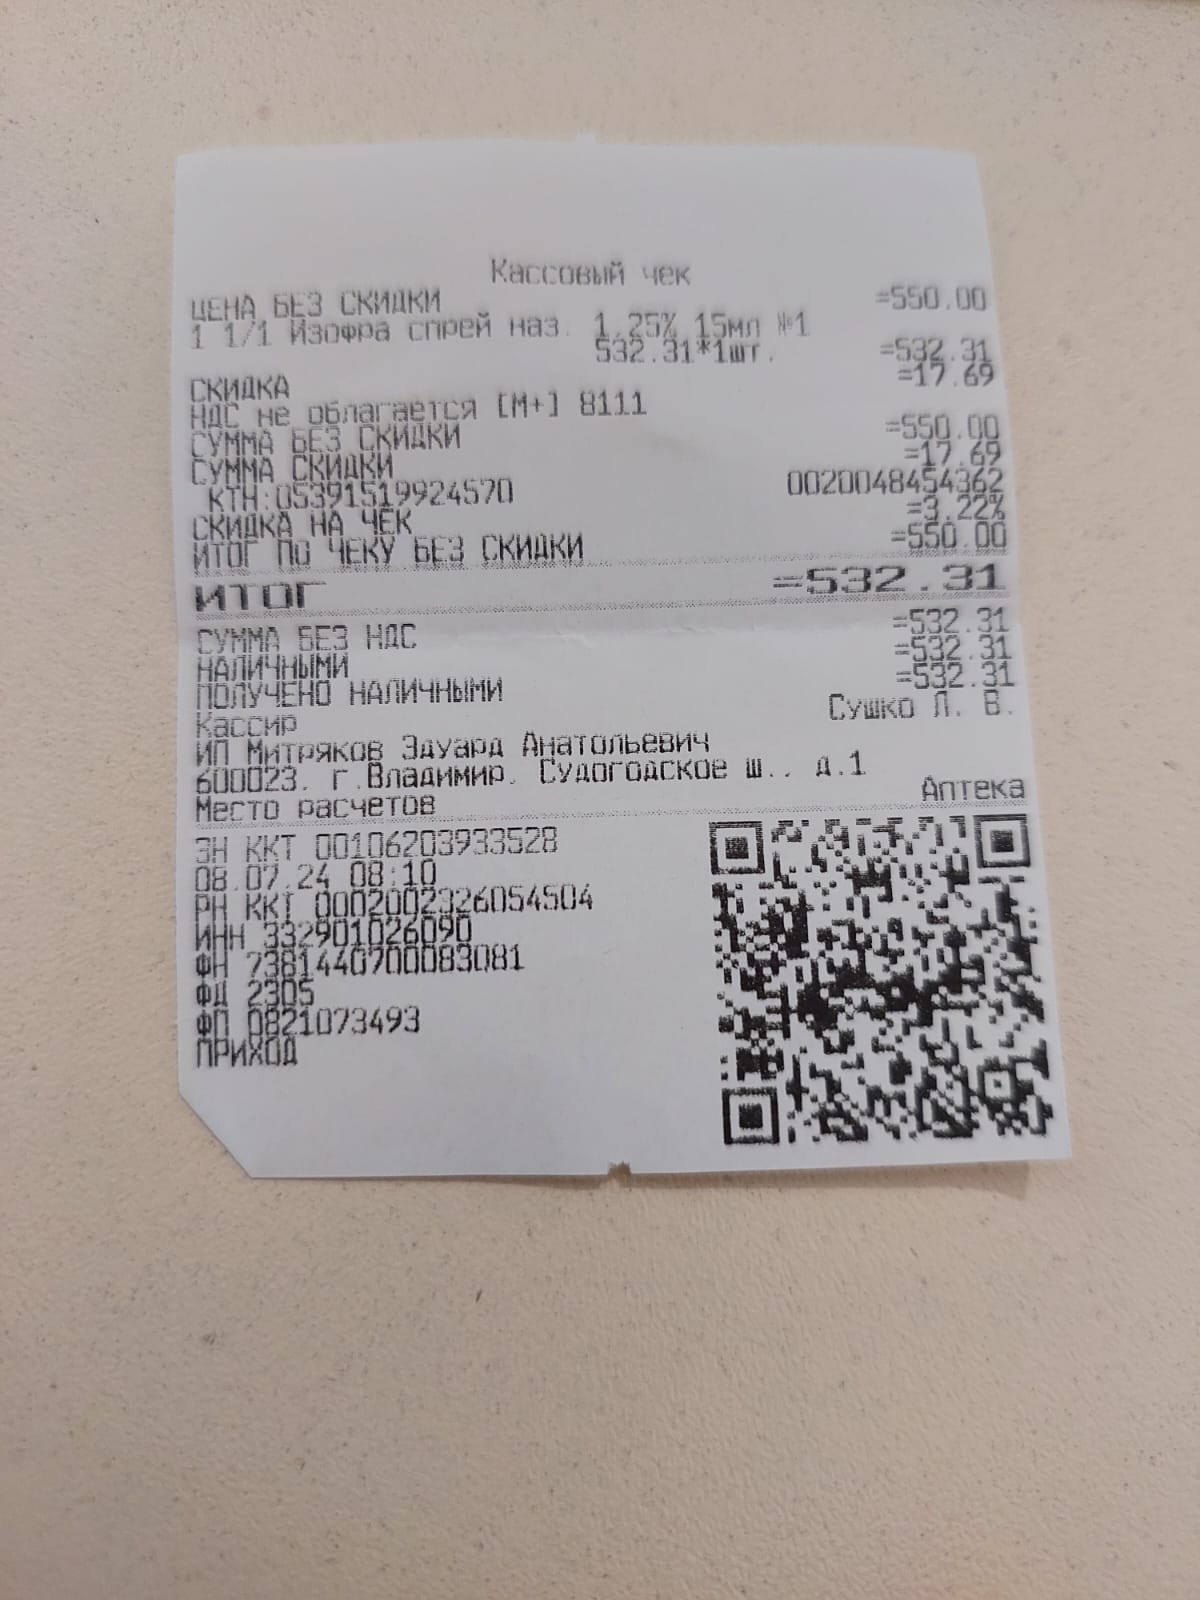 Кассовый чек
ЦЕНА БЕЗ СКИДКИ =550.00
1 1/1 Изофра спрей наз. 1,25% 15мл №1
532.31*1шт. =532.31
СКИДКА =17.69
НДС не облагается [М+] 8111
СУММА БЕЗ СКИДКИ =550.00
СУММА СКИДКИ =17.69
КТН:05391519924570 0020048454362
СКИДКА НА ЧЕК =3.22%
ИТОГ ПО ЧЕКУ БЕЗ СКИДКИ =550.00
ИТОГ =532.31
СУММА БЕЗ НДС =532.31
НАЛИЧНЫМИ =532.31
ПОЛУЧЕНО НАЛИЧНЫМИ =532.31
Кассир Сушко Л. В.
ИП Митряков Эдуард Анатольевич
600023. г.Владимир. Судогодское ш.. д.1
Место расчетов Аптека
ЗН ККТ 00106203933528
08.07.24 08:10
РН ККТ 0002002326054504
ИНН 332901026090
ФН 7381440700083081
ФД 2305
ФП 0821073493
ПРИХОД